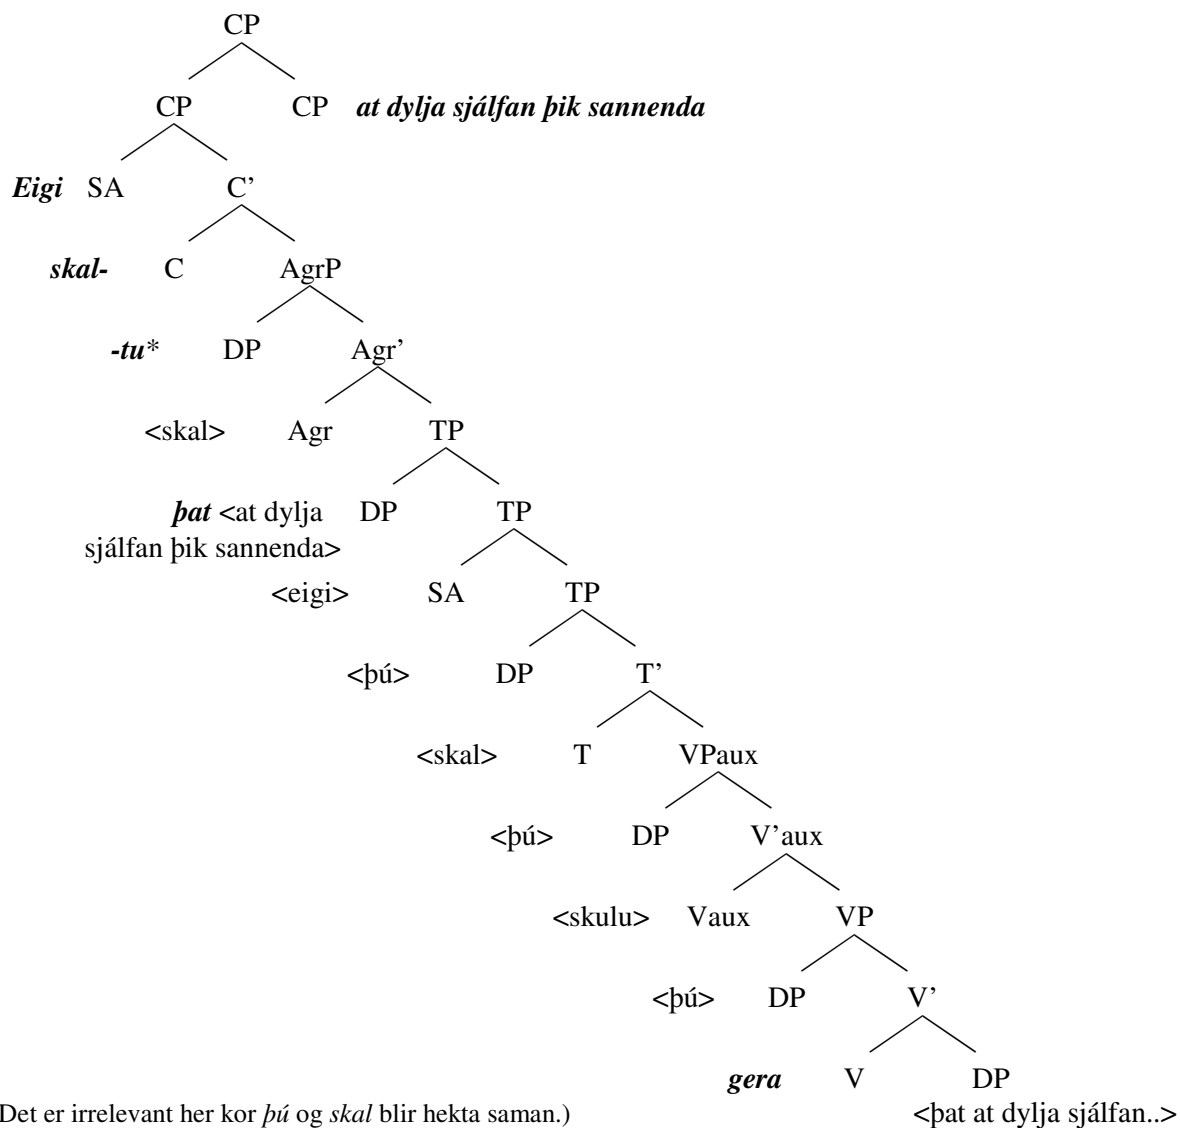 CP
CP CP at dylja sjálfan þik sannenda
Eigi SA C’
skal- C AgrP
-tu* DP Agr’
<skal> Agr TP
þat <at dylja DP TP
sjálfan þik sannenda>
<eigi> SA TP
<þú> DP T’
<skal> T VPaux
<þú> DP V’aux
<skulu> Vaux VP
<þú> DP V’
gera V DP
Det er irrelevant her kor þú og skal blir hekta saman.) <þat at dylja sjálfan..>